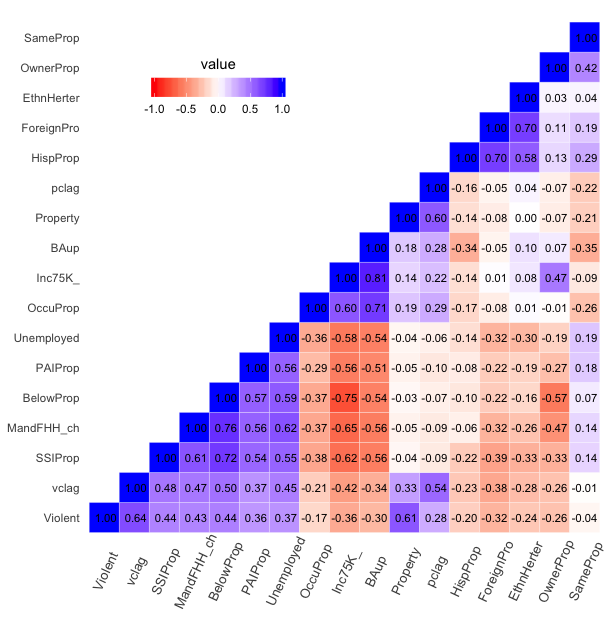 SameProp 1.00
value
OwnerProp 1.00 0.42
EthnHerter 1.00 0.03 0.04
-1.0 -0.5 0.0 0.5 1.0
ForeignPro 1.00 0.70 0.11 0.19
HispProp 1.00 0.70 0.58 0.13 0.29
pclag 1.00 -0.16 -0.05 0.04 -0.07 -0.22
Property 1.00 0.60 -0.14 -0.08 0.00 -0.07 -0.21
BAup 1.00 0.18 0.28 -0.34 -0.05 0.10 0.07 -0.35
Inc75K_ 1.00 0.81 0.14 0.22 -0.14 0.01 0.08 0.47 -0.09
OccuProp 1.00 0.60 0.71 0.19 0.29 -0.17 -0.08 0.01 -0.01 -0.26
Unemployed 1.00 -0.36 -0.58 -0.54 -0.04 -0.06 -0.14 -0.32 -0.30 -0.19 0.19
PAIProp 1.00 0.56 -0.29 -0.56 -0.51 -0.05 -0.10 -0.08 -0.22 -0.19 -0.27 0.18
BelowProp 1.00 0.57 0.59 -0.37 -0.75 -0.54 -0.03 -0.07 -0.10 -0.22 -0.16 -0.57 0.07
MandFHH_ch 1.00 0.76 0.56 0.62 -0.37 -0.65 -0.56 -0.05 -0.09 -0.06 -0.32 -0.26 -0.47 0.14
SSIProp 1.00 0.61 0.72 0.54 0.55 -0.38 -0.62 -0.56 -0.04 -0.09 -0.22 -0.39 -0.33 -0.33 0.14
vclag 1.00 0.48 0.47 0.50 0.37 0.45 -0.21 -0.42 -0.34 0.33 0.54 -0.23 -0.38 -0.28 -0.26 -0.01
Violent 1.00 0.64 0.44 0.43 0.44 0.36 0.37 -0.17 -0.36 -0.30 0.61 0.28 -0.20 -0.32 -0.24 -0.26 -0.04
Violent vclag SSIProp MandFHH_ch BelowProp PAIProp Unemployed OccuProp Inc75K_ BAup Property pclag HispProp ForeignPro EthnHerter OwnerProp SameProp